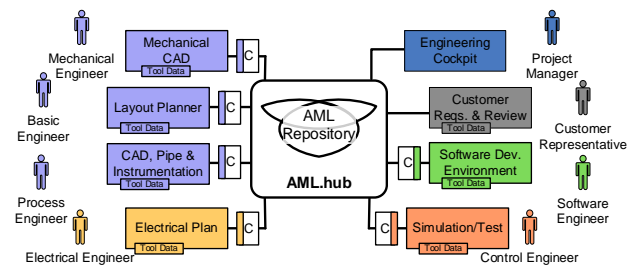 Mechanical
Engineer
Mechanical
CAD
Tool Data
C
Engineering
Cockpit
Project
Manager
Basic
Engineer
Layout Planner
Tool Data
C
AML
Repository
AML.hub
Customer
Reqs. & Review
Tool Data
Customer
Representative
Process
Engineer
CAD, Pipe &
Instrumentation
Tool Data
C
C
Software Dev.
Environment
Tool Data
Software
Engineer
Electrical Engineer
Electrical Plan
Tool Data
C
C
Simulation/Test
Tool Data
Control Engineer